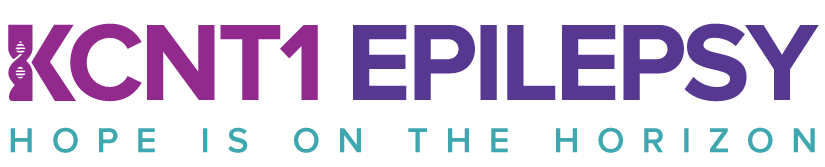 KCNT1 EPILEPSY
HOPE IS ON THE HORIZON